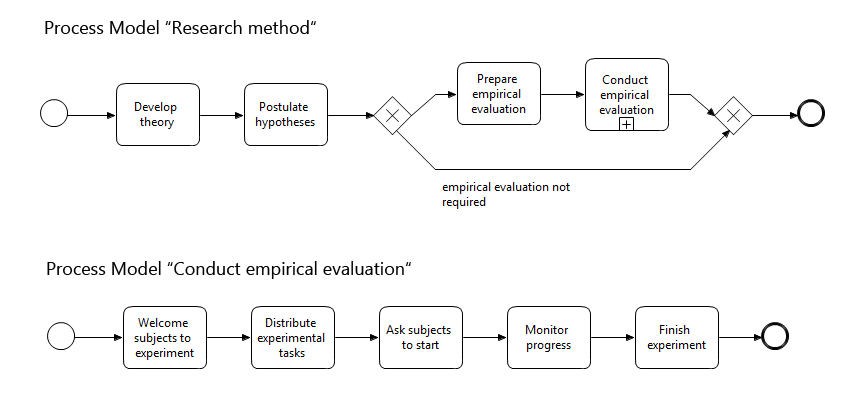 Process Model “Research method“
Develop
theory
Postulate
hypotheses
Prepare
empirical
evaluation
Conduct
empirical
evaluation
empirical evaluation not
required
Process Model “Conduct empirical evaluation“
Welcome
subjects to
experiment
Distribute
experimental
tasks
Ask subjects
to start
Monitor
progress
Finish
experiment